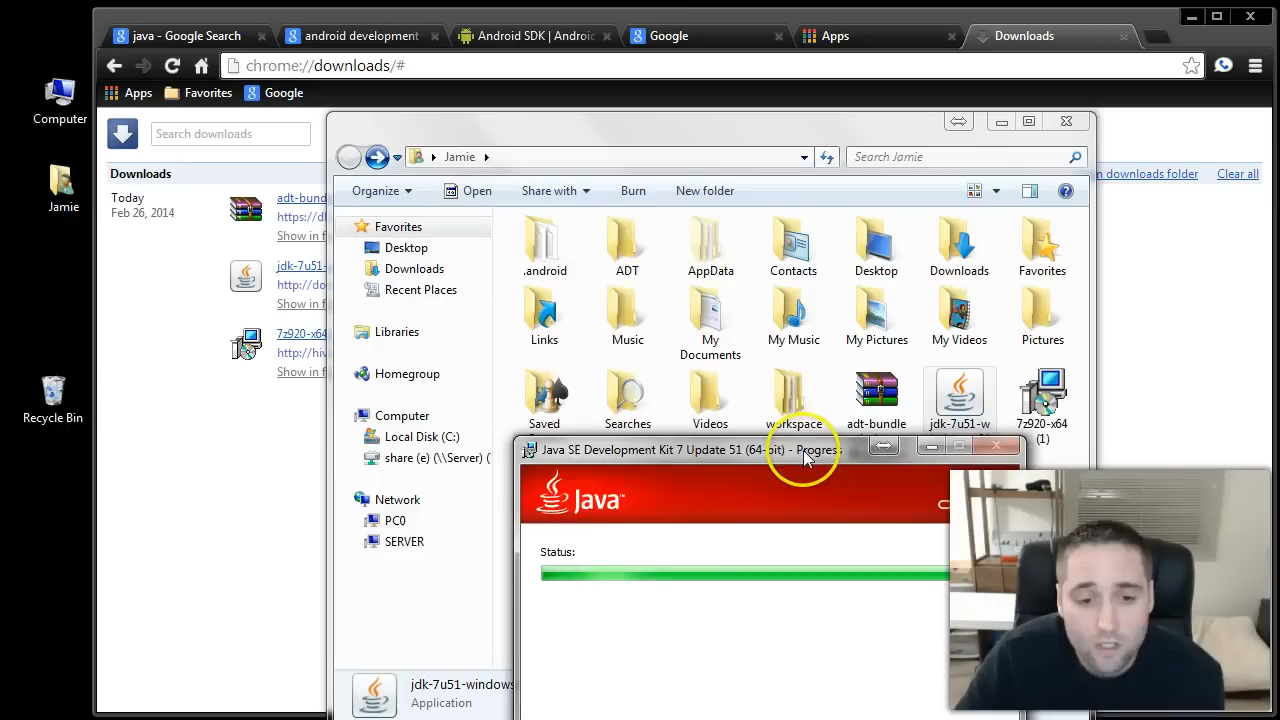 java - Google Search
android development
Android SDK | Androi
Google
Apps
Downloads
chrome://downloads/#
Apps
Favorites
Google
Computer
Jamie
Recycle Bin
Search downloads
Downloads
Today
Feb 26, 2014
adt-bund
https://dl
Show in f
jdk-7u51-
http://do
Show in f
7z920-x64
http://hiv
Show in f
n downloads folder
Clear all
Jamie
Search Jamie
Organize
Open
Share with
Burn
New folder
Favorites
Desktop
Downloads
Recent Places
Libraries
Homegroup
Computer
Local Disk (C:)
share (e) (\\Server) (
Network
PC0
SERVER
.android
ADT
AppData
Contacts
Desktop
Downloads
Favorites
Links
Music
My
Documents
My Music
My Pictures
My Videos
Pictures
Saved
Searches
Videos
workspace
adt-bundle
jdk-7u51-w
7z920-x64
(1)
Java SE Development Kit 7 Update 51 (64-bit) - Progress
Java™
Status:
jdk-7u51-windows
Application